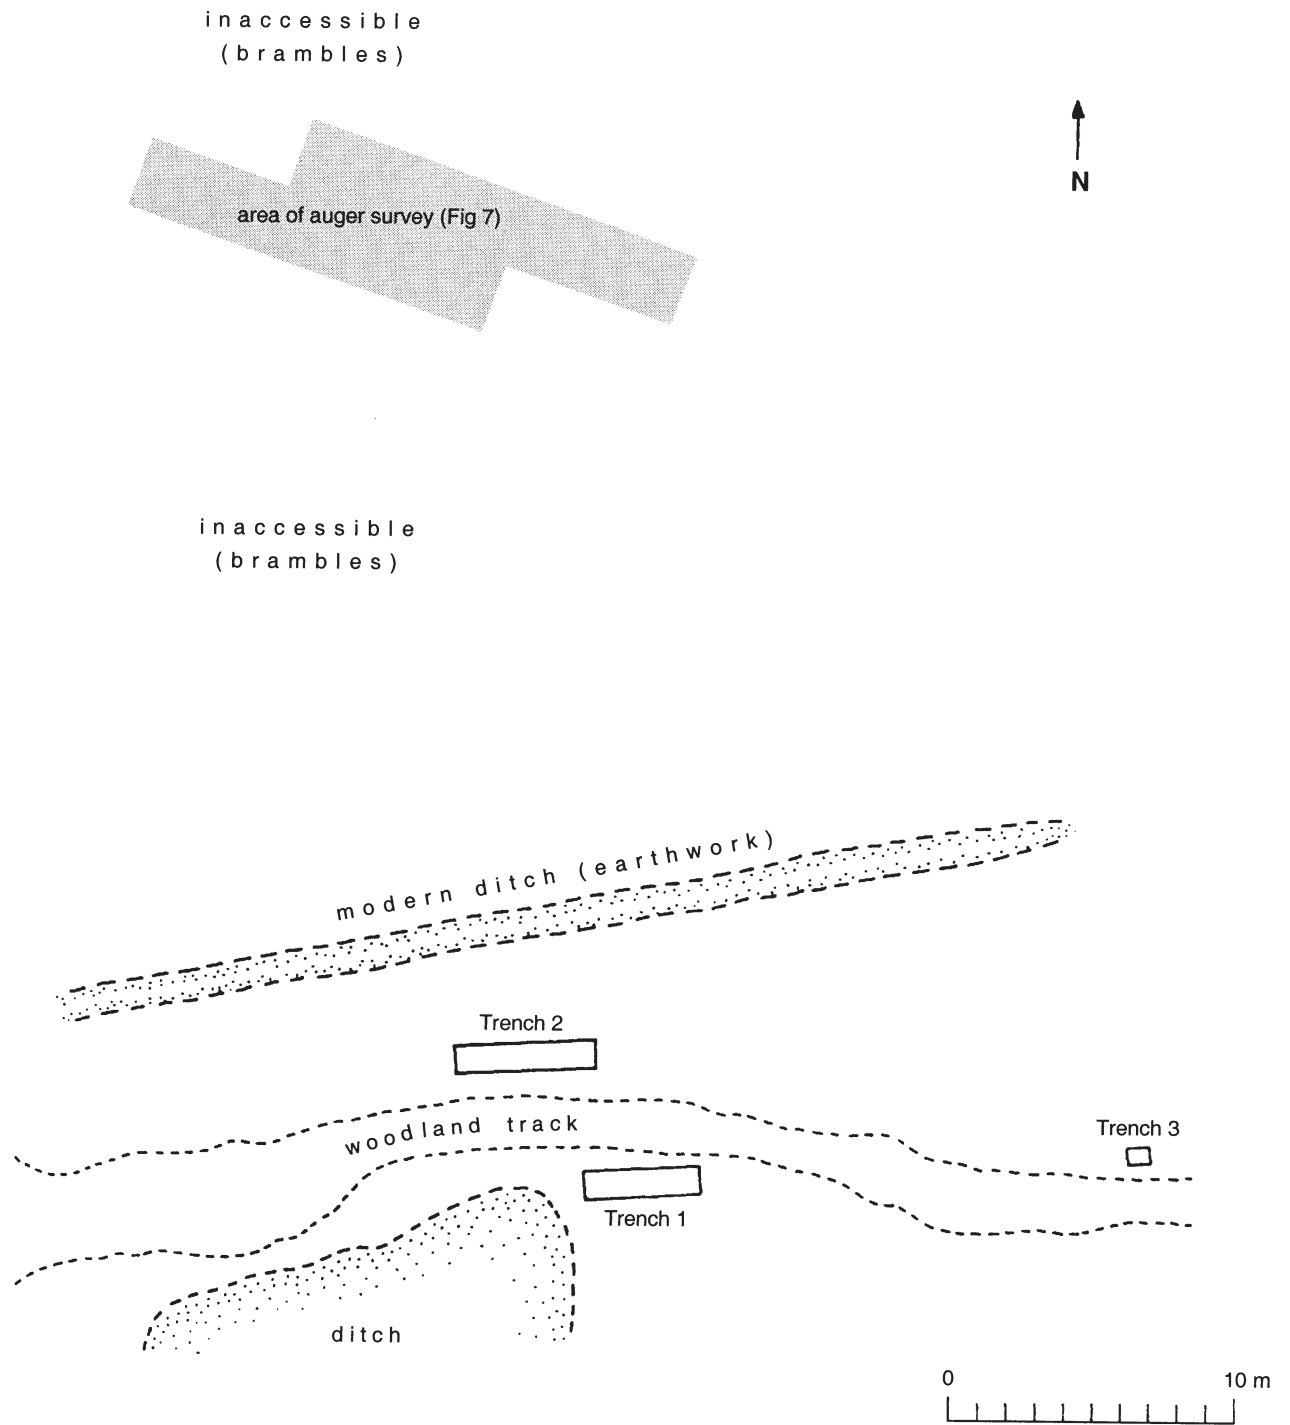 inaccessible
(brambles)
N
area of auger survey (Fig 7)
inaccessible
(brambles)
modern ditch (earthwork)
Trench 2
woodland track
Trench 3
Trench 1
ditch
0 10 m